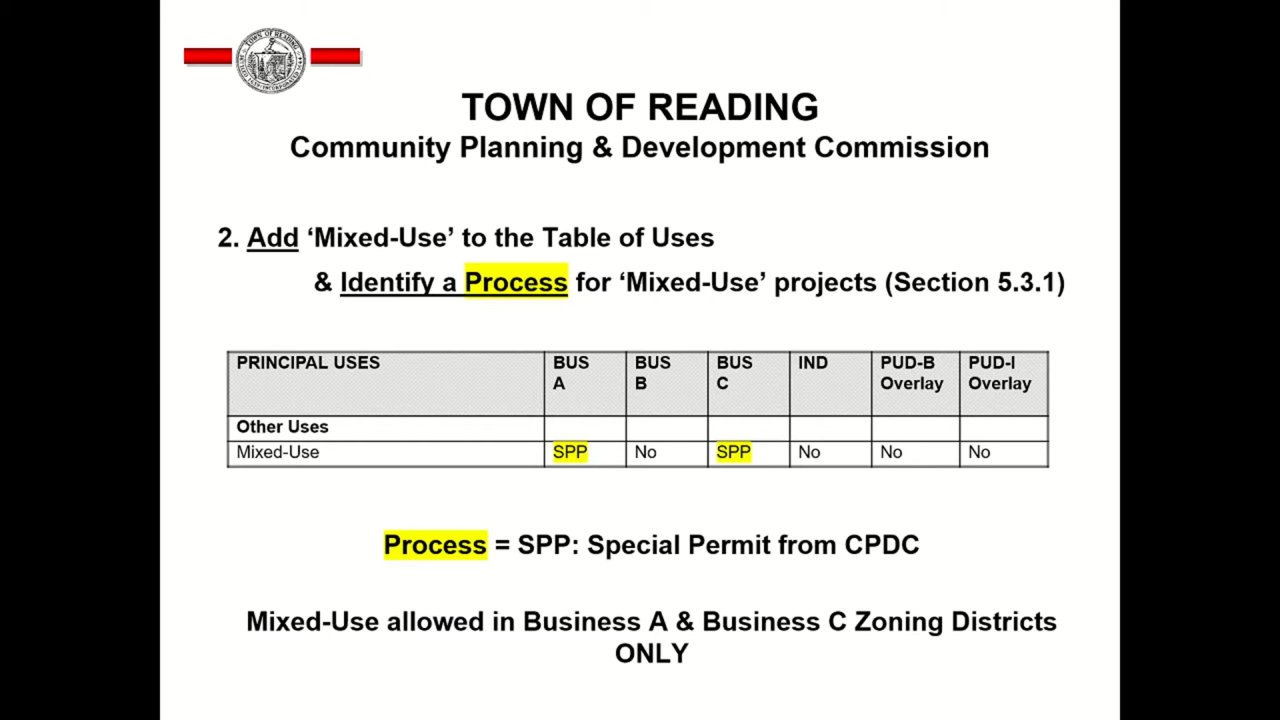 TOWN OF READING
TOWN OF READING
Community Planning & Development Commission
2. Add ‘Mixed-Use’ to the Table of Uses
& Identify a Process for ‘Mixed-Use’ projects (Section 5.3.1)
PRINCIPAL USES BUS A BUS B BUS C IND PUD-B Overlay PUD-I Overlay
Other Uses
Mixed-Use SPP No SPP No No No
Process = SPP: Special Permit from CPDC
Mixed-Use allowed in Business A & Business C Zoning Districts
ONLY